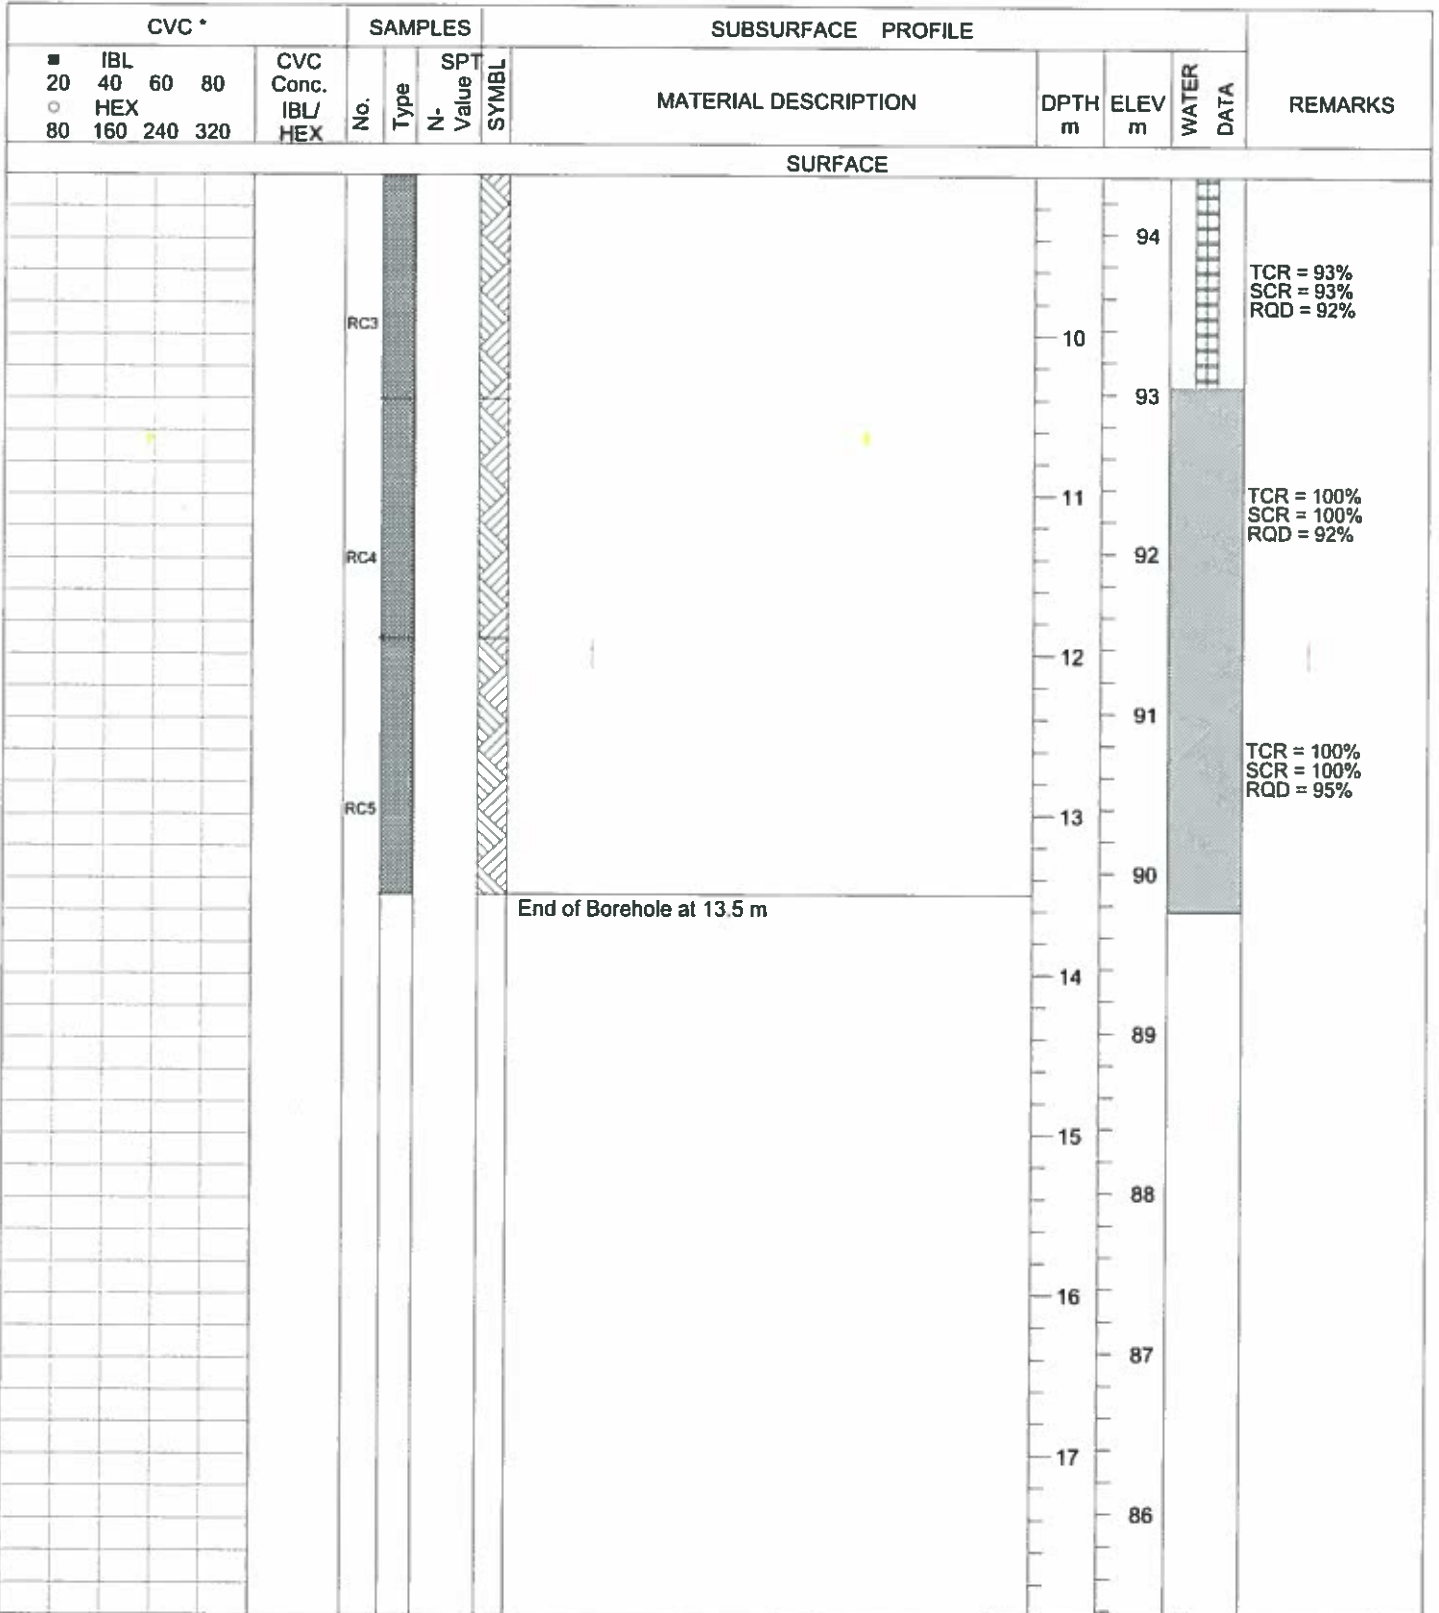 CVC *
SAMPLES
SUBSURFACE PROFILE
■ IBL
20 40 60 80
○ HEX
80 160 240 320
CVC
Conc.
IBL/
HEX
No.
Type
SPT
N-
Value
SYMBL
MATERIAL DESCRIPTION
DPTH
m
ELEV
m
WATER
DATA
REMARKS
SURFACE
94
TCR = 93%
SCR = 93%
RQD = 92%
RC3
10
93
11
TCR = 100%
SCR = 100%
RQD = 92%
RC4
92
12
91
TCR = 100%
SCR = 100%
RQD = 95%
RC5
13
90
End of Borehole at 13.5 m
14
89
15
88
16
87
17
86